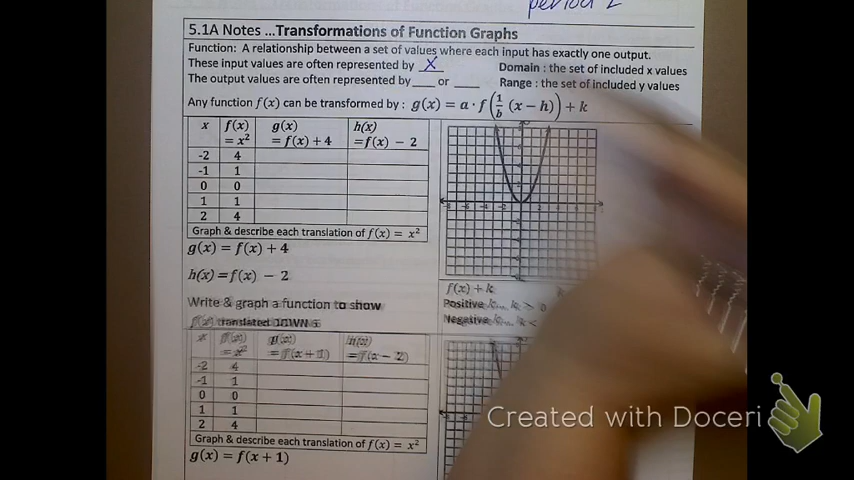 period 2
5.1A Notes ...Transformations of Function Graphs
Function: A relationship between a set of values where each input has exactly one output.
These input values are often represented by X
Domain : the set of included x values
The output values are often represented by____ or ____
Range : the set of included y values
Any function f(x) can be transformed by : g(x) = a · f(1/b (x − h)) + k
x f(x) = x² g(x) = f(x) + 4 h(x) =f(x) − 2
-2 4
-1 1
0 0
1 1
2 4
Graph & describe each translation of f(x) = x²
g(x) = f(x) + 4
h(x) =f(x) − 2
f(x) + k
Write & graph a function to show
Positive k... k > 0
f(x) translated DOWN 5
Negative k... k <
x f(x) = x² g(x) = f(x + 1) h(x) = f(x − 2)
-2 4
-1 1
0 0
1 1
2 4
Graph & describe each translation of f(x) = x²
g(x) = f(x + 1)
Created with Doceri